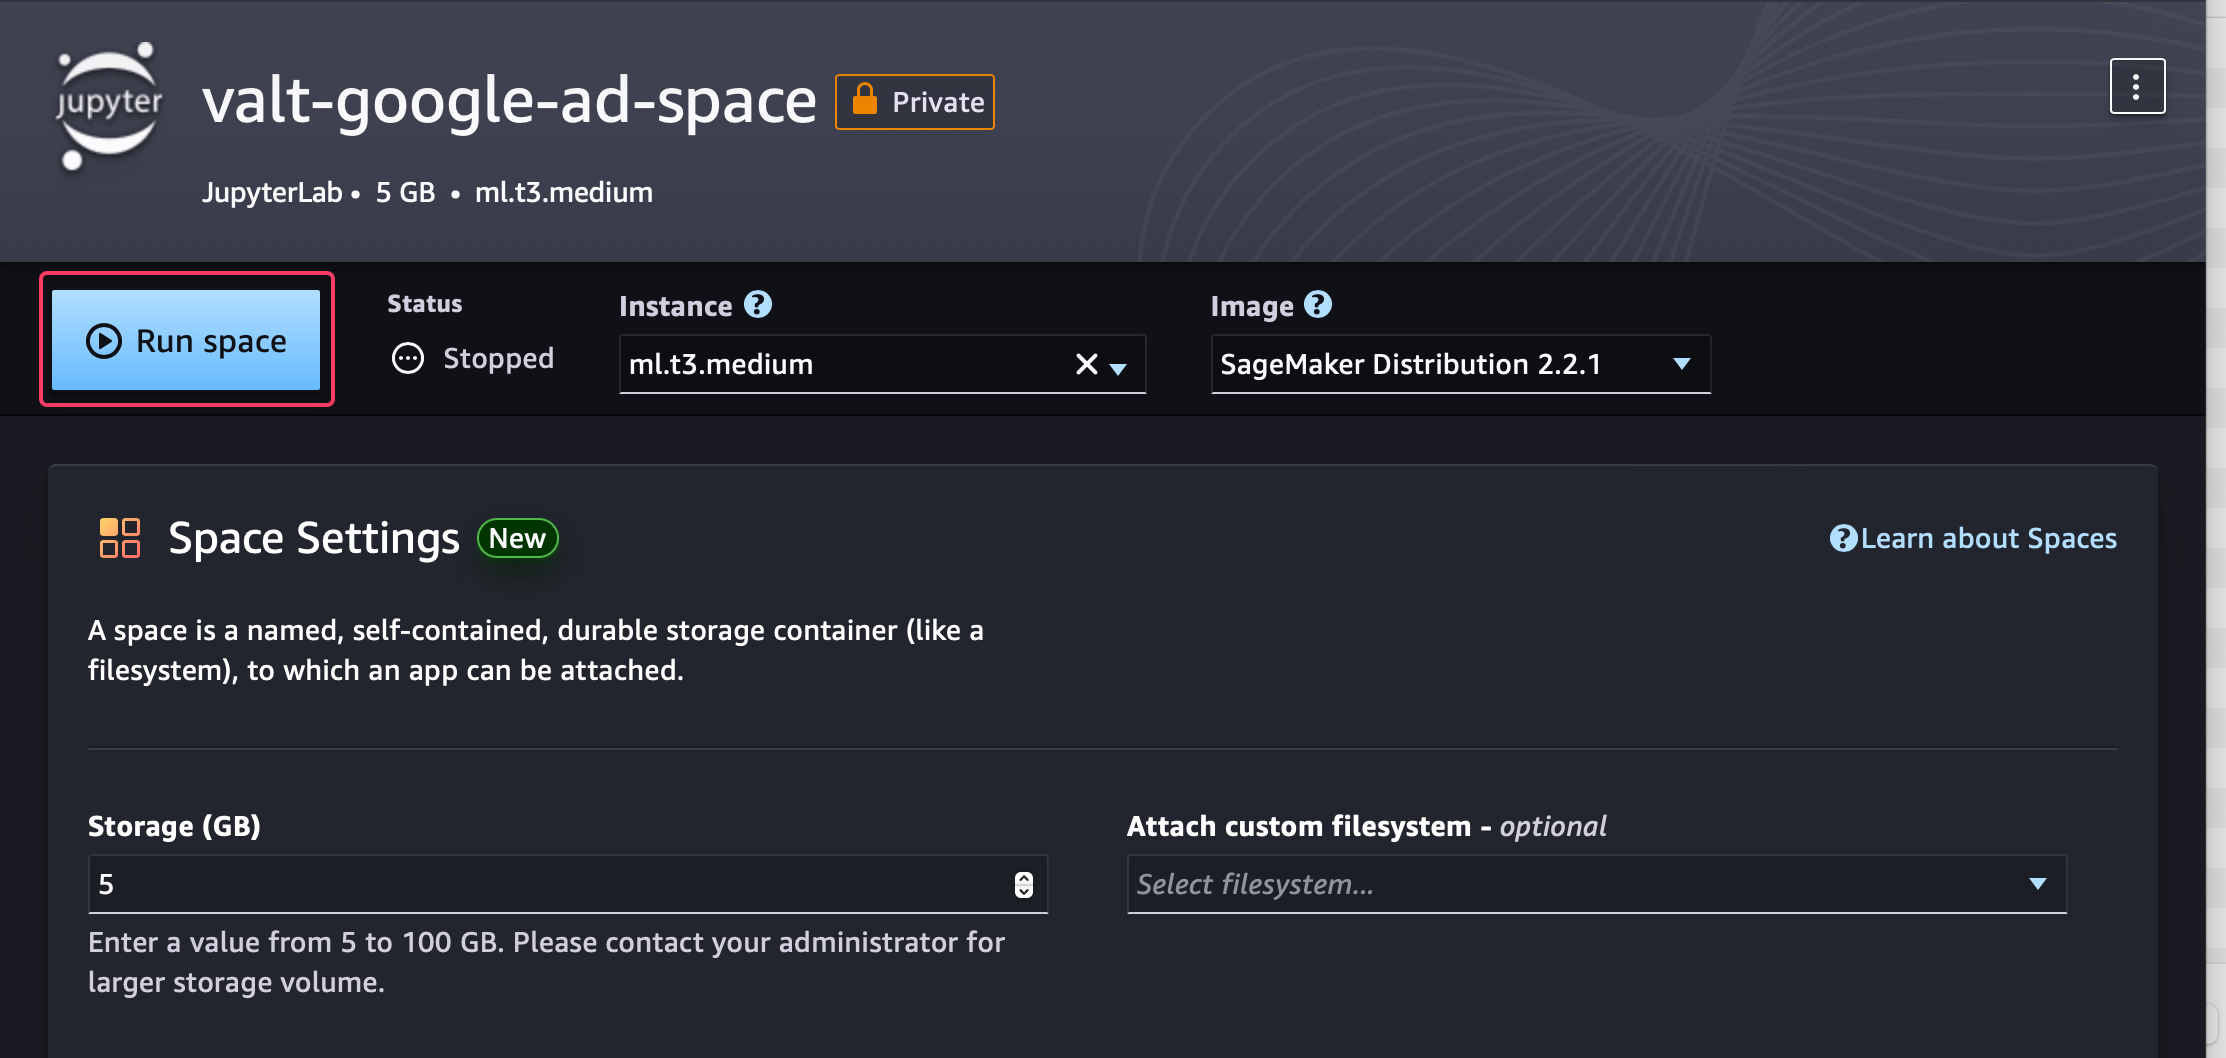 jupyter
valt-google-ad-space
Private
JupyterLab • 5 GB • ml.t3.medium
Run space
Status
Stopped
Instance ?
ml.t3.medium
Image ?
SageMaker Distribution 2.2.1
Space Settings
New
? Learn about Spaces
A space is a named, self-contained, durable storage container (like a
filesystem), to which an app can be attached.
Storage (GB)
5
Enter a value from 5 to 100 GB. Please contact your administrator for
larger storage volume.
Attach custom filesystem - optional
Select filesystem...